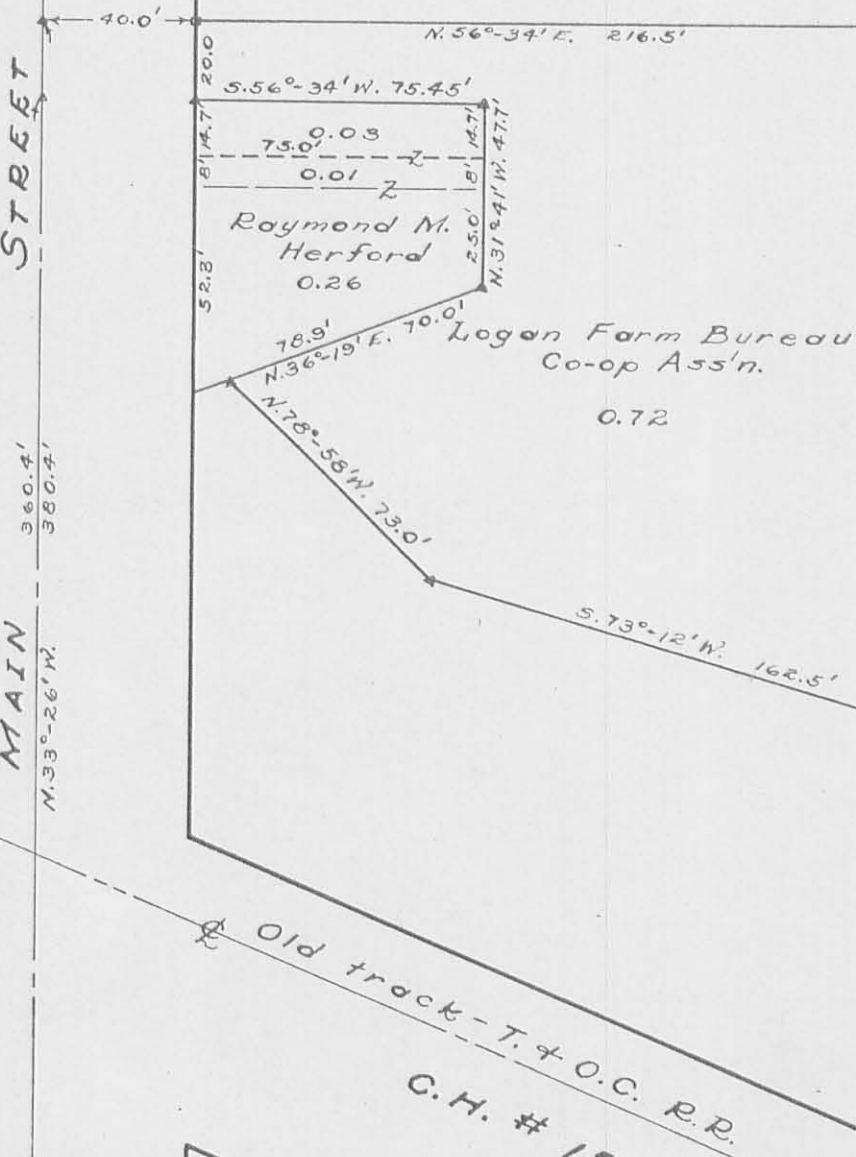 40.0'
N.56°-34'E. 216.5'
20.0
S.56°-34'W. 75.45'
14.7'
0.03
14.7'
75.0'
8'
0.01
8'
N.31°41'W. 47.7'
Raymond M.
Herford
0.26
25.0'
52.3'
78.9'
N.36°-19'E. 70.0'
Logan Farm Bureau
Co-op Ass'n.
0.72
N.78°-58'W. 73.0'
S.73°-12'W. 162.5'
MAIN STREET
360.4'
380.4'
N.33°-26'W.
Old track - T. & O.C. R.R.
C.H. #